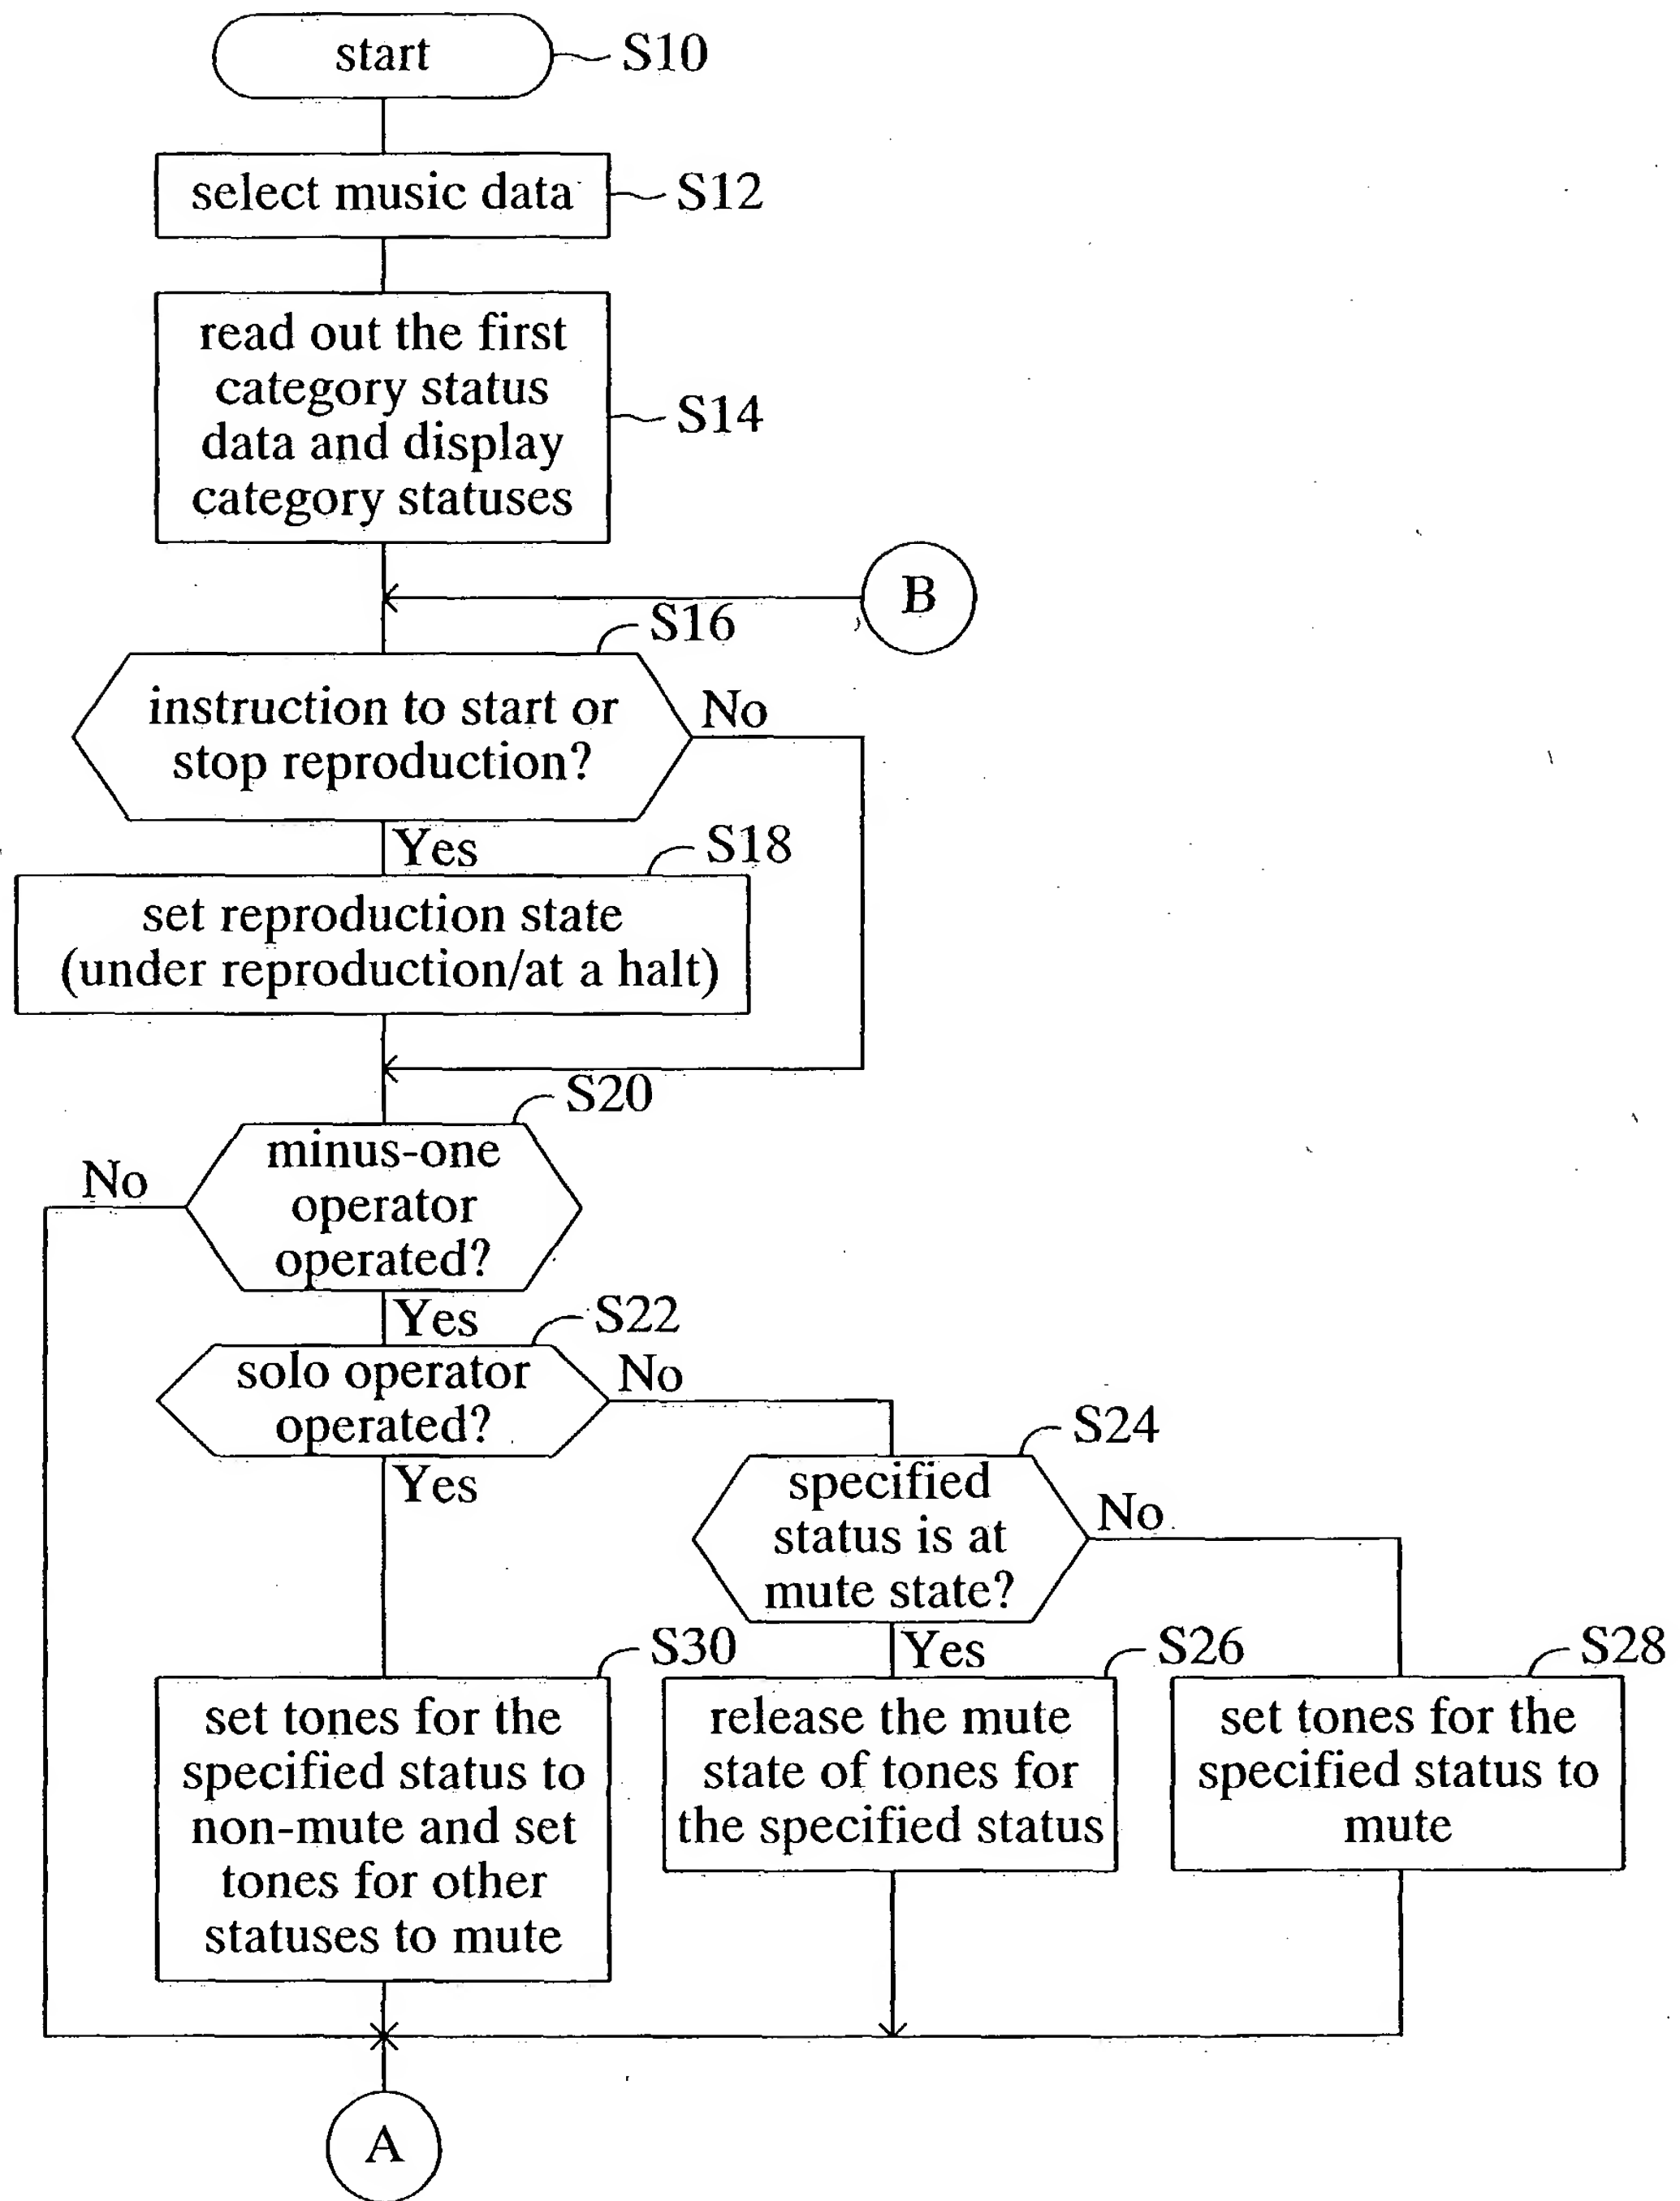 start
S10
select music data
S12
read out the first
category status
data and display
category statuses
S14
B
S16
instruction to start or
stop reproduction?
No
Yes
S18
set reproduction state
(under reproduction/at a halt)
S20
minus-one
operator
operated?
No
Yes
S22
solo operator
operated?
No
Yes
S24
specified
status is at
mute state?
No
Yes
S30
set tones for the
specified status to
non-mute and set
tones for other
statuses to mute
S26
release the mute
state of tones for
the specified status
S28
set tones for the
specified status to
mute
A